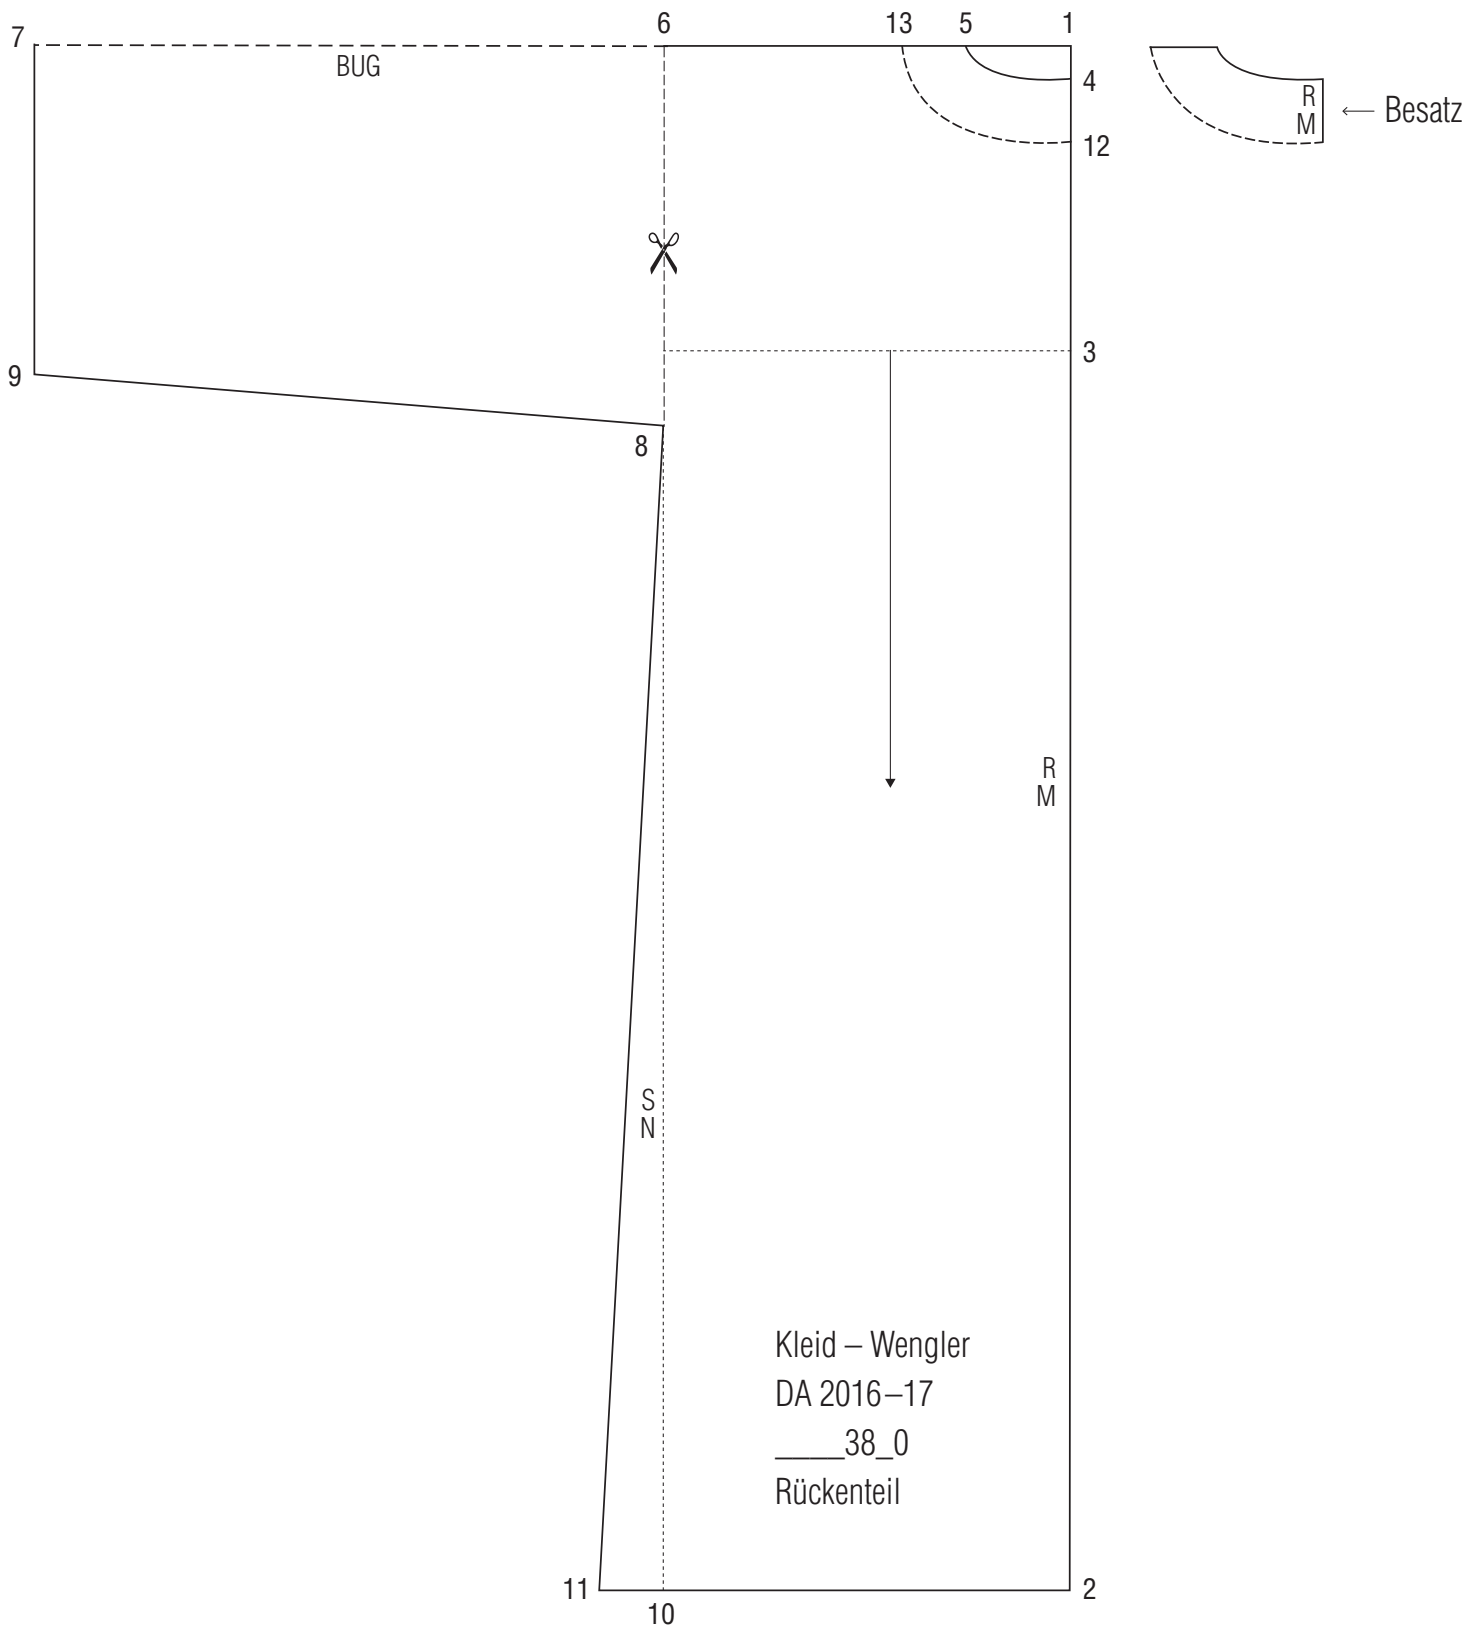 7
6
13
5
1
BUG
4
R
M
← Besatz
12
3
9
8
R
M
S
N
Kleid – Wengler
DA 2016–17
____38_0
Rückenteil
11
10
2